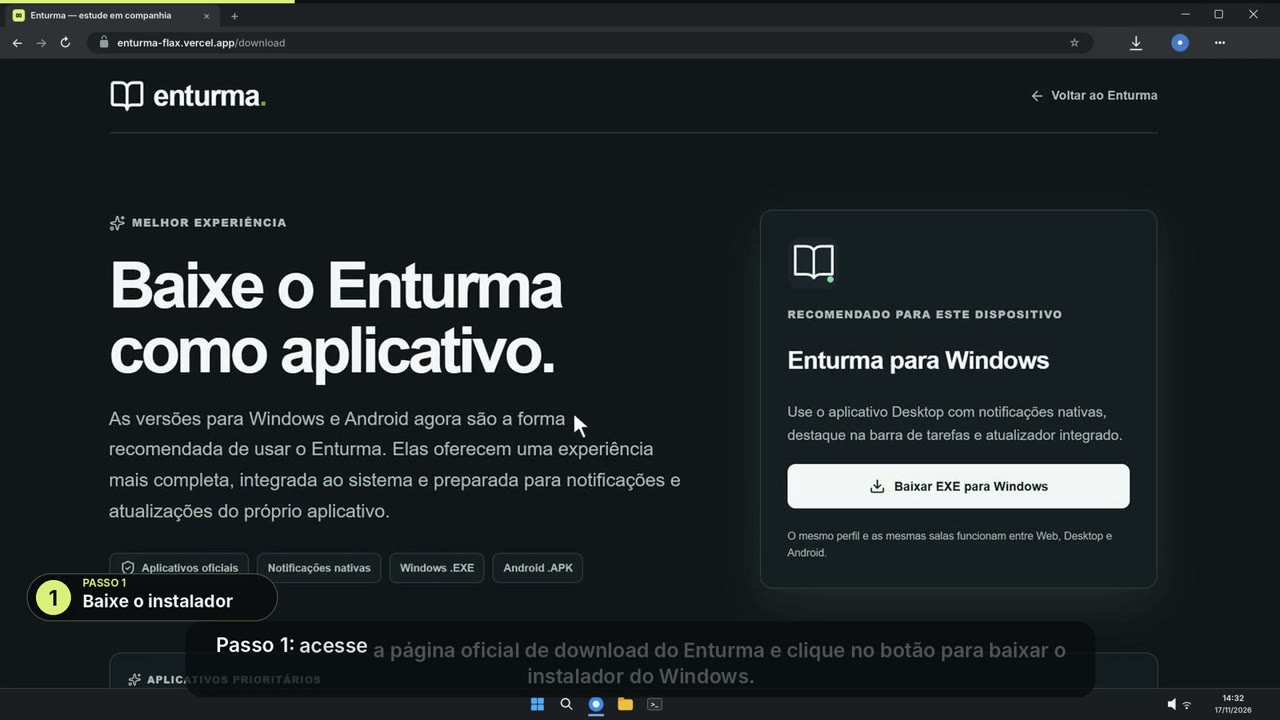 Enturma — estude em companhia
enturma-flax.vercel.app/download
enturma.
Voltar ao Enturma
MELHOR EXPERIÊNCIA
Baixe o Enturma
como aplicativo.
As versões para Windows e Android agora são a forma
recomendada de usar o Enturma. Elas oferecem uma experiência
mais completa, integrada ao sistema e preparada para notificações e
atualizações do próprio aplicativo.
Aplicativos oficiais
Notificações nativas
Windows .EXE
Android .APK
RECOMENDADO PARA ESTE DISPOSITIVO
Enturma para Windows
Use o aplicativo Desktop com notificações nativas,
destaque na barra de tarefas e atualizador integrado.
Baixar EXE para Windows
O mesmo perfil e as mesmas salas funcionam entre Web, Desktop e
Android.
1
PASSO 1
Baixe o instalador
Passo 1: acesse a página oficial de download do Enturma e clique no botão para baixar o
instalador do Windows.
APLICATIVOS PRIORITÁRIOS
14:32
17/11/2026